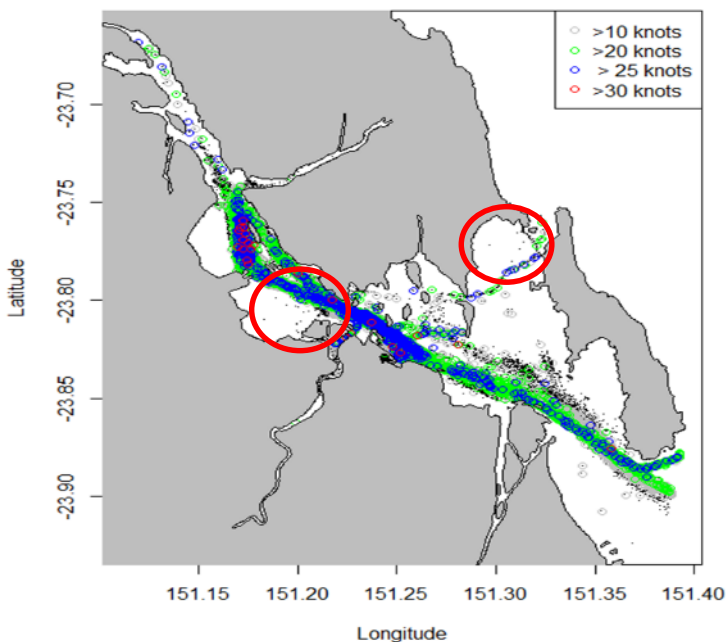 >10 knots
>20 knots
> 25 knots
>30 knots
-23.70
-23.75
-23.80
-23.85
-23.90
Latitude
151.15 151.20 151.25 151.30 151.35 151.40
Longitude